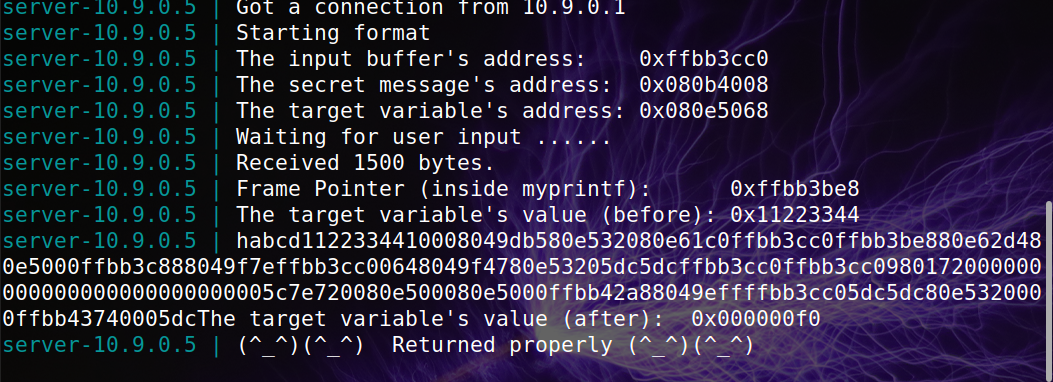 server-10.9.0.5 | Got a connection from 10.9.0.1
server-10.9.0.5 | Starting format
server-10.9.0.5 | The input buffer's address:    0xffbb3cc0
server-10.9.0.5 | The secret message's address:  0x080b4008
server-10.9.0.5 | The target variable's address: 0x080e5068
server-10.9.0.5 | Waiting for user input ......
server-10.9.0.5 | Received 1500 bytes.
server-10.9.0.5 | Frame Pointer (inside myprintf):      0xffbb3be8
server-10.9.0.5 | The target variable's value (before): 0x11223344
server-10.9.0.5 | habcd1122334410008049db580e532080e61c0ffbb3cc0ffbb3be880e62d48
0e5000ffbb3c888049f7effbb3cc00648049f4780e53205dc5dcffbb3cc0ffbb3cc0980172000000
000000000000000000005c7e720080e500080e5000ffbb42a88049effffbb3cc05dc5dc80e532000
0ffbb43740005dcThe target variable's value (after):  0x000000f0
server-10.9.0.5 | (^_^)(^_^)  Returned properly (^_^)(^_^)